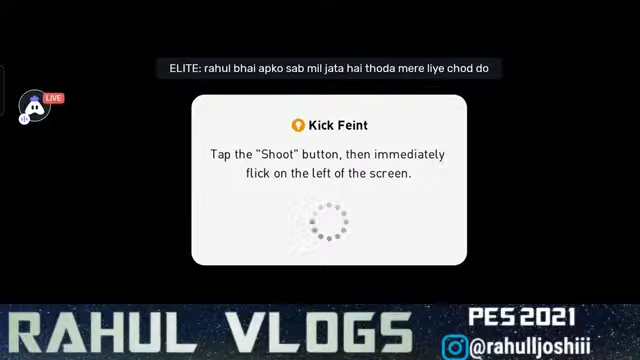 ELITE: rahul bhai apko sab mil jata hai thoda mere liye chod do
LIVE
Kick Feint
Tap the "Shoot" button, then immediately
flick on the left of the screen.
RAHUL VLOGS
PES 2021
@rahulljoshiii